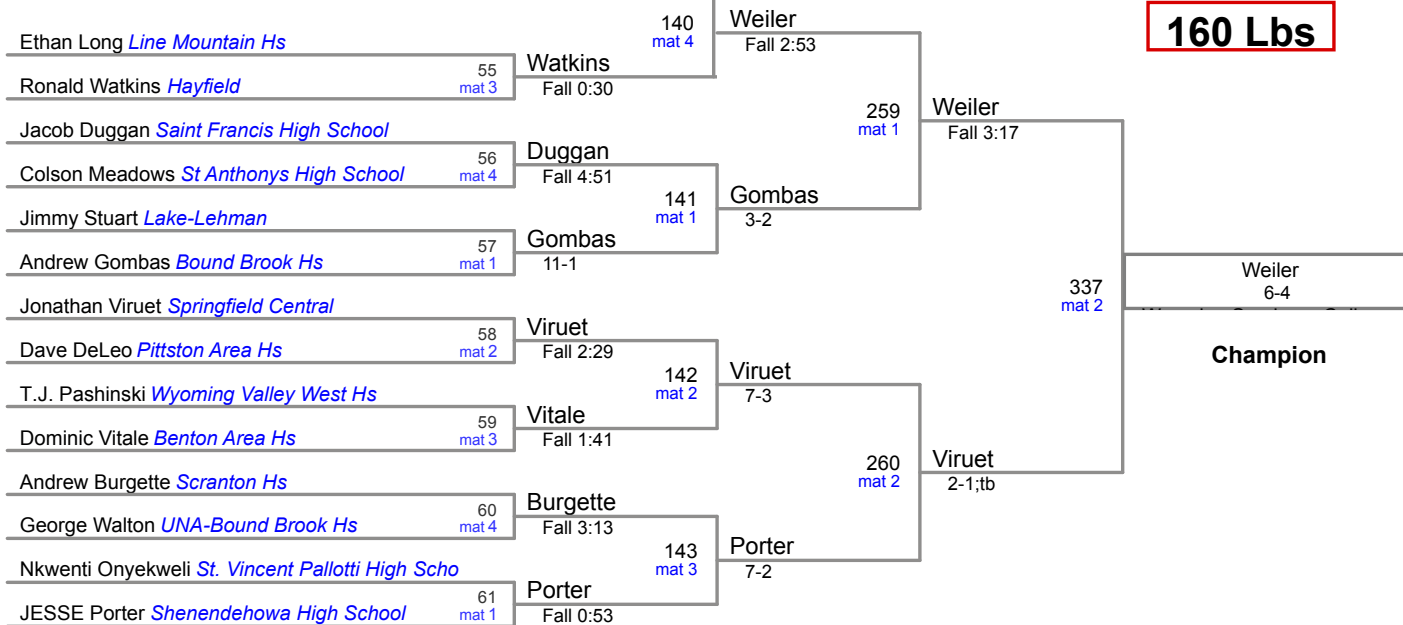 160 Lbs
Ethan Long Line Mountain Hs
Ronald Watkins Hayfield
Jacob Duggan Saint Francis High School
Colson Meadows St Anthonys High School
Jimmy Stuart Lake-Lehman
Andrew Gombas Bound Brook Hs
Jonathan Viruet Springfield Central
Dave DeLeo Pittston Area Hs
T.J. Pashinski Wyoming Valley West Hs
Dominic Vitale Benton Area Hs
Andrew Burgette Scranton Hs
George Walton UNA-Bound Brook Hs
Nkwenti Onyekweli St. Vincent Pallotti High Scho
JESSE Porter Shenendehowa High School
55
mat 3
56
mat 4
57
mat 1
58
mat 2
59
mat 3
60
mat 4
61
mat 1
Watkins
Fall 0:30
Duggan
Fall 4:51
Gombas
11-1
Viruet
Fall 2:29
Vitale
Fall 1:41
Burgette
Fall 3:13
Porter
Fall 0:53
140
mat 4
141
mat 1
142
mat 2
143
mat 3
Weiler
Fall 2:53
Gombas
3-2
Viruet
7-3
Porter
7-2
259
mat 1
260
mat 2
Weiler
Fall 3:17
Viruet
2-1;tb
337
mat 2
Weiler
6-4
Champion